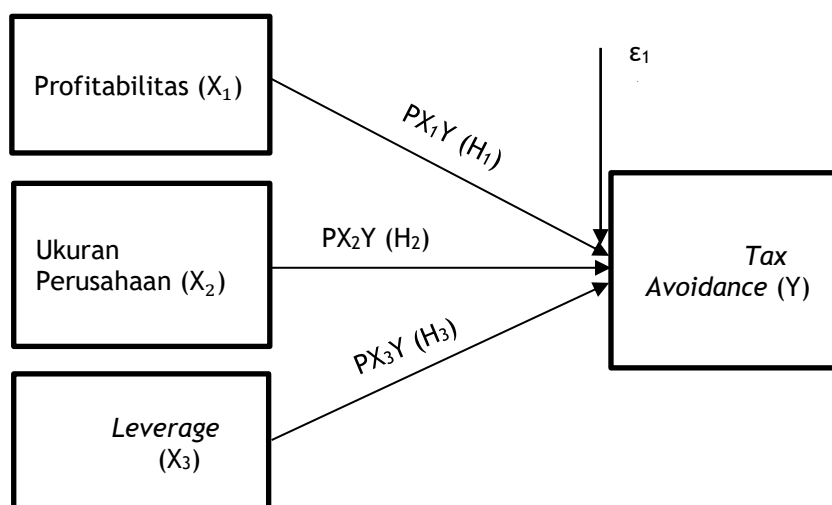 Profitabilitas (X₁)
ε₁
PX₁Y (H₁)
Ukuran
Perusahaan (X₂)
PX₂Y (H₂)
Tax
Avoidance (Y)
PX₃Y (H₃)
Leverage
(X₃)